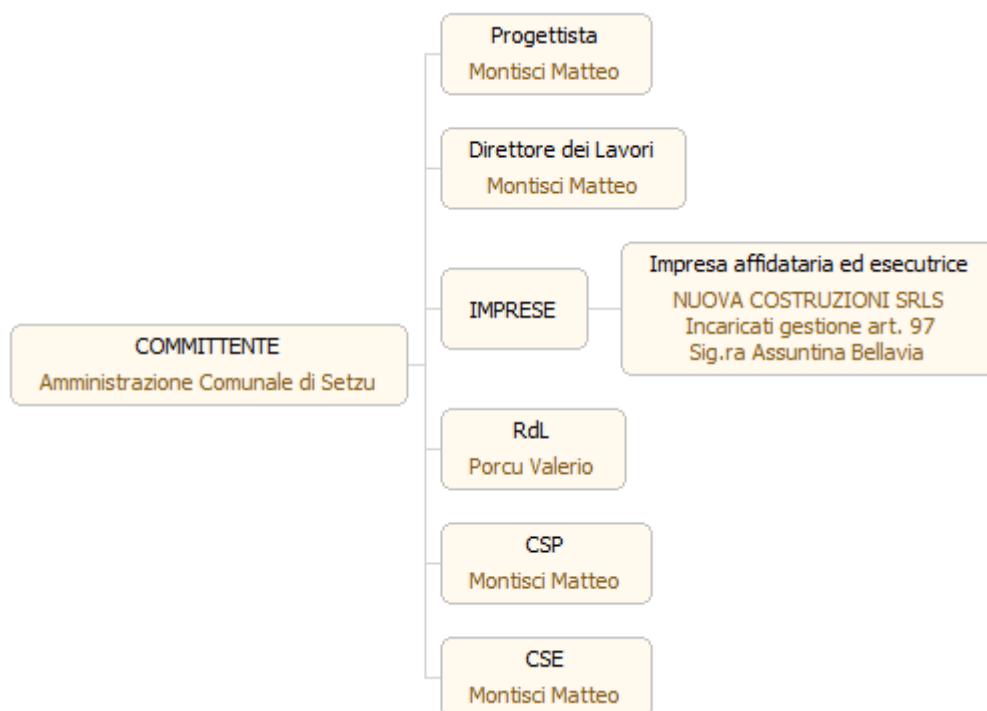 Progettista
Montisci Matteo
Direttore dei Lavori
Montisci Matteo
Impresa affidataria ed esecutrice
NUOVA COSTRUZIONI SRLS
Incaricati gestione art. 97
Sig.ra Assuntina Bellavia
IMPRESE
COMMITTENTE
Amministrazione Comunale di Setzu
RdL
Porcu Valerio
CSP
Montisci Matteo
CSE
Montisci Matteo